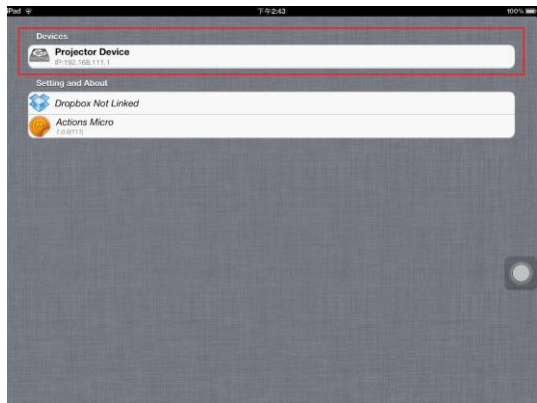 iPad 下午2:43 100%
Devices
Projector Device
IP:192.168.111.1
Setting and About
Dropbox Not Linked
Actions Micro